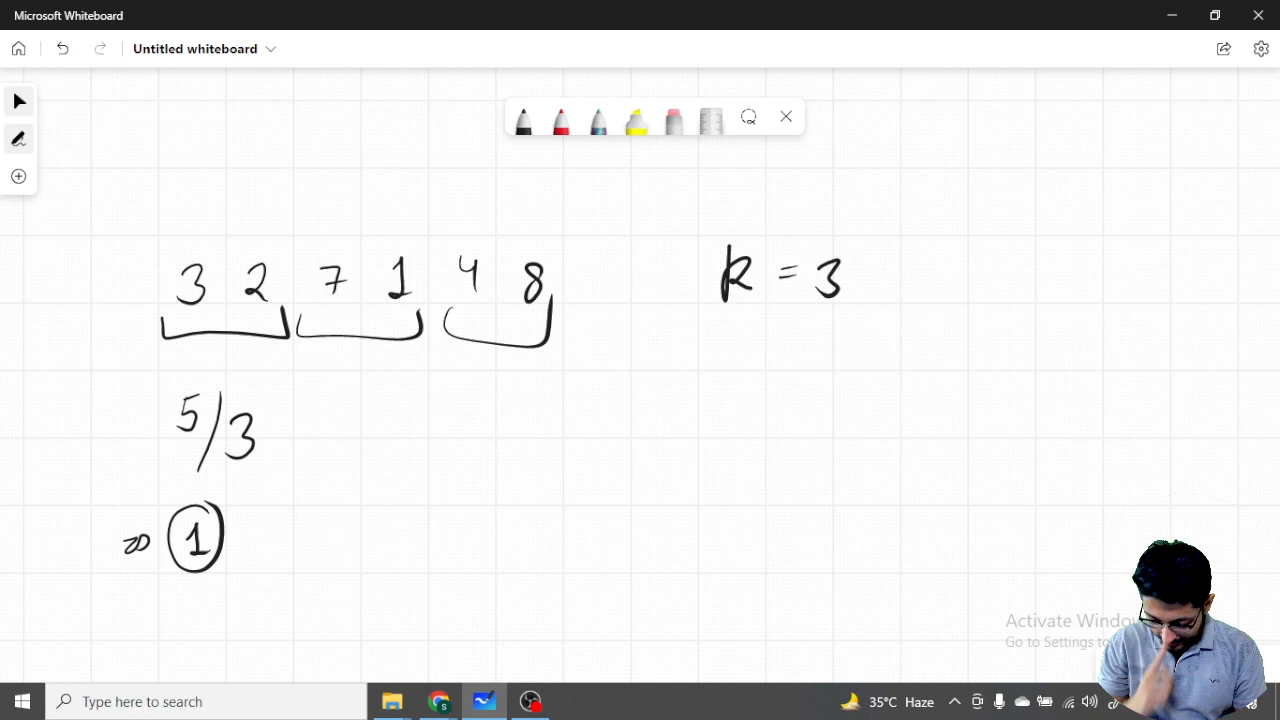 Microsoft Whiteboard
Untitled whiteboard
3 2 7 1 4 8
k = 3
5/3
⇒ 1
Activate Windo
Go to Settings to
Type here to search
35°C Haze